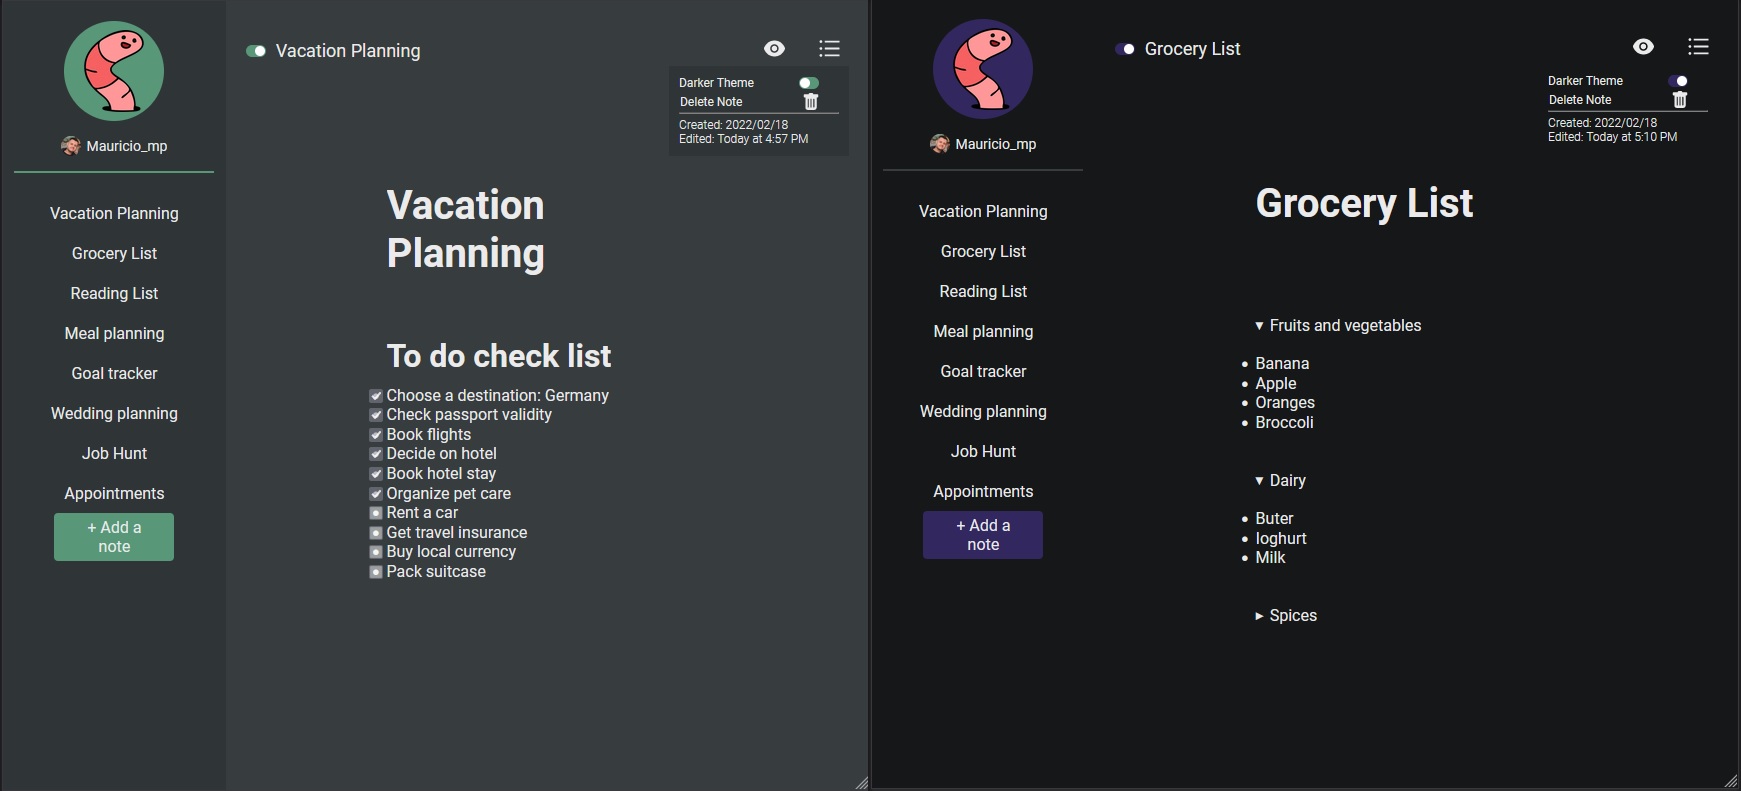 Mauricio_mp
Vacation Planning
Grocery List
Reading List
Meal planning
Goal tracker
Wedding planning
Job Hunt
Appointments
+ Add a
note
Vacation Planning
Darker Theme
Delete Note
Created: 2022/02/18
Edited: Today at 4:57 PM
Vacation
Planning
To do check list
Choose a destination: Germany
Check passport validity
Book flights
Decide on hotel
Book hotel stay
Organize pet care
Rent a car
Get travel insurance
Buy local currency
Pack suitcase
Mauricio_mp
Vacation Planning
Grocery List
Reading List
Meal planning
Goal tracker
Wedding planning
Job Hunt
Appointments
+ Add a
note
Grocery List
Darker Theme
Delete Note
Created: 2022/02/18
Edited: Today at 5:10 PM
Grocery List
Fruits and vegetables
Banana
Apple
Oranges
Broccoli
Dairy
Buter
Ioghurt
Milk
Spices